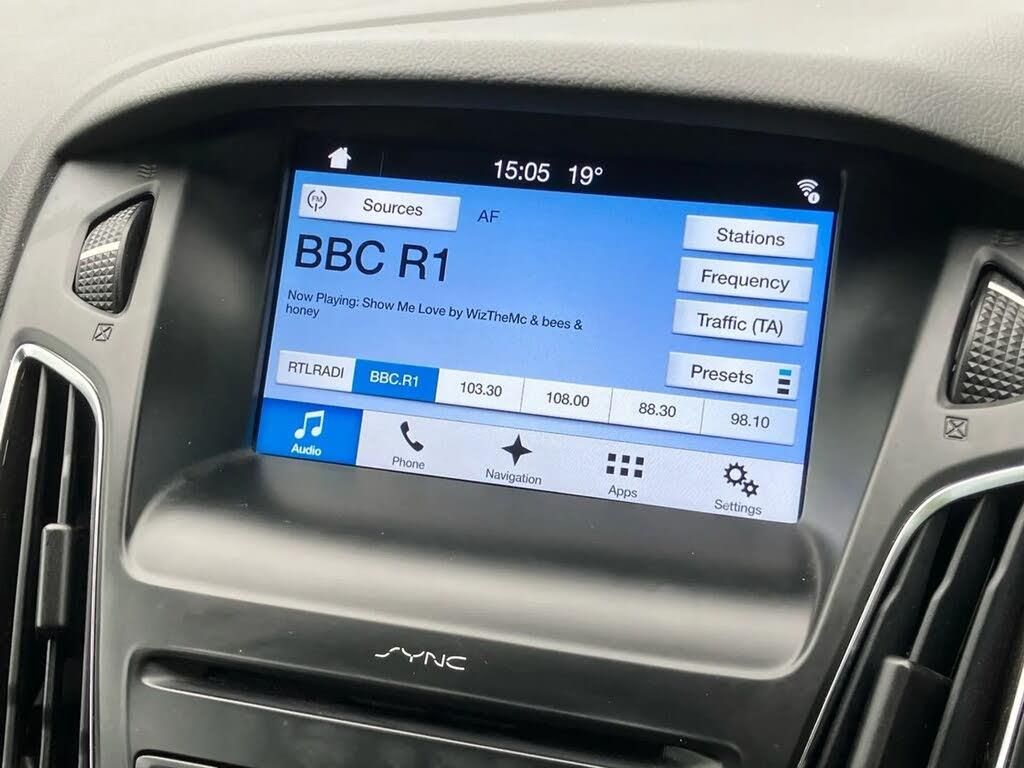 15:05 19°
FM Sources AF
BBC R1
Stations
Frequency
Now Playing: Show Me Love by WizTheMc & bees &
honey
Traffic (TA)
Presets
RTLRADI BBC.R1 103.30 108.00 88.30 98.10
Audio Phone Navigation Apps Settings
SYNC